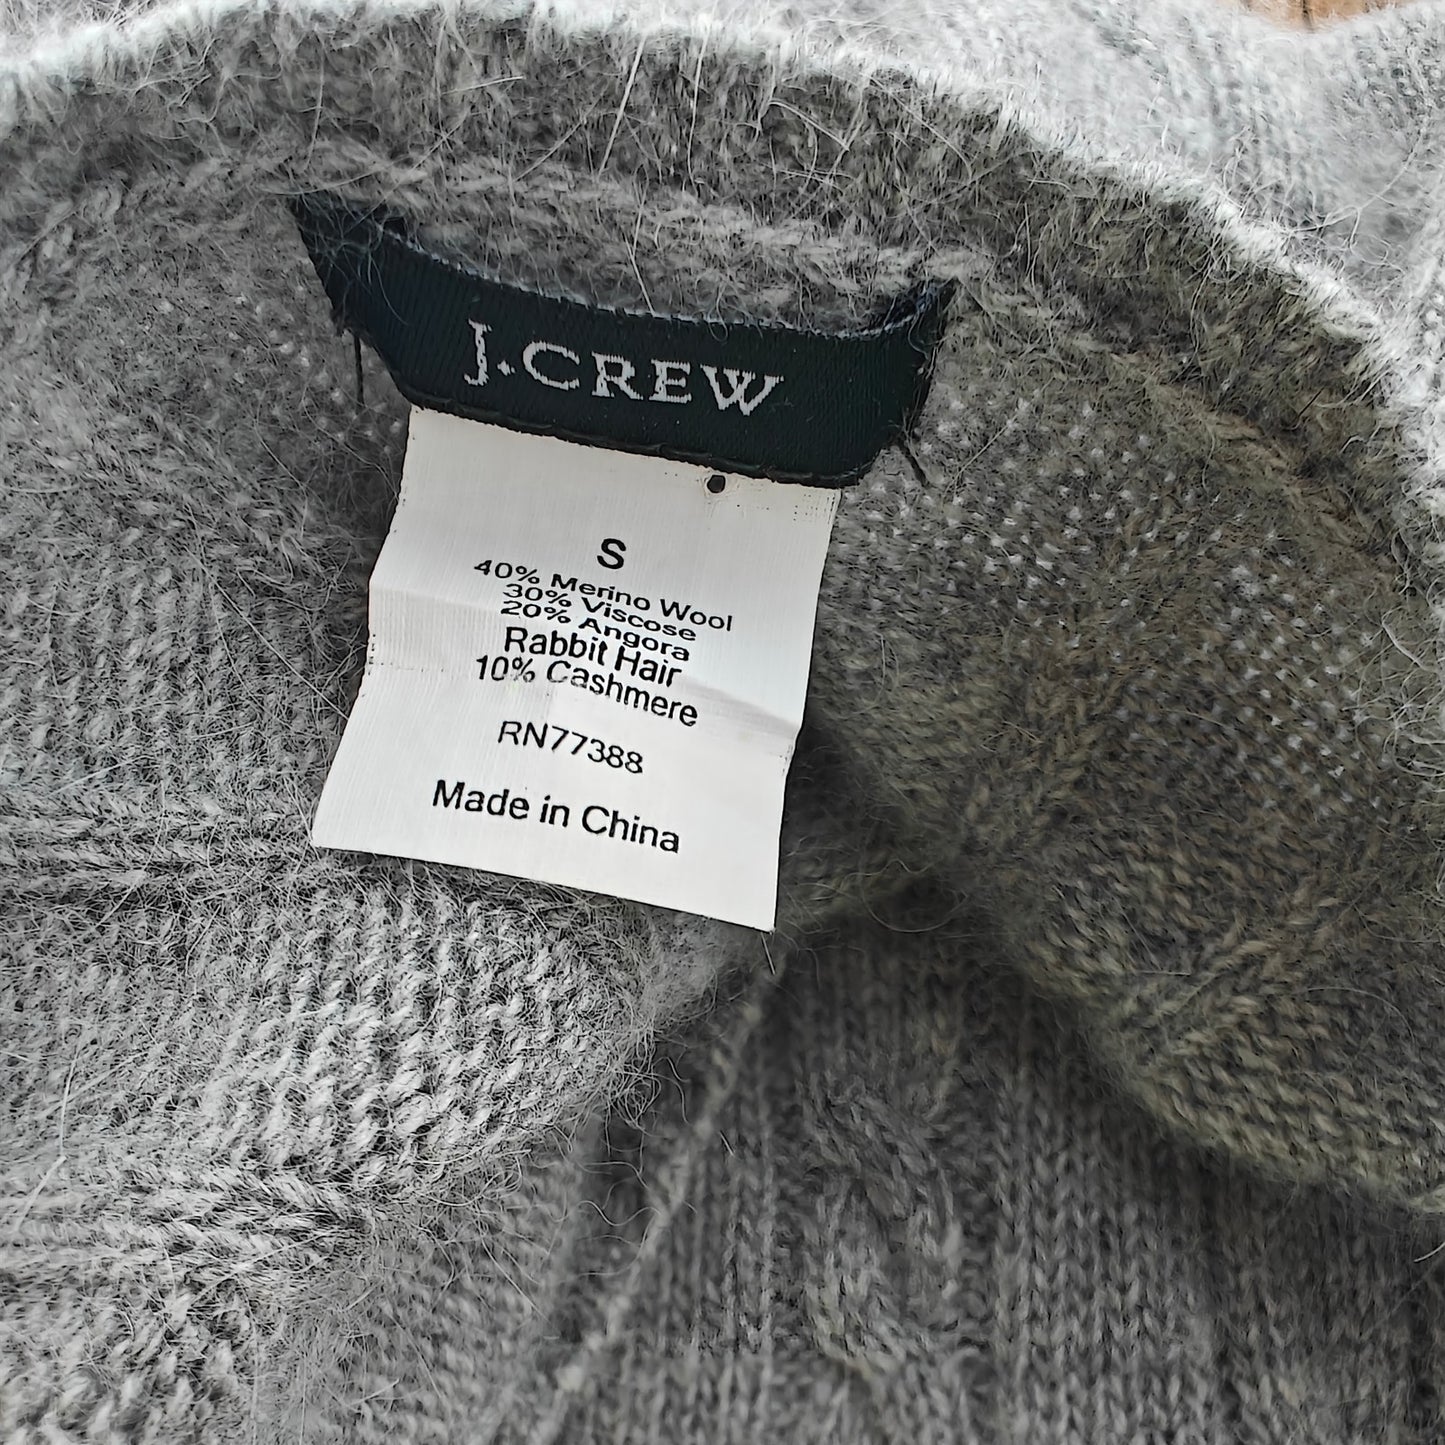 J.CREW
S
40% Merino Wool
30% Viscose
20% Angora
Rabbit Hair
10% Cashmere
RN77388
Made in China